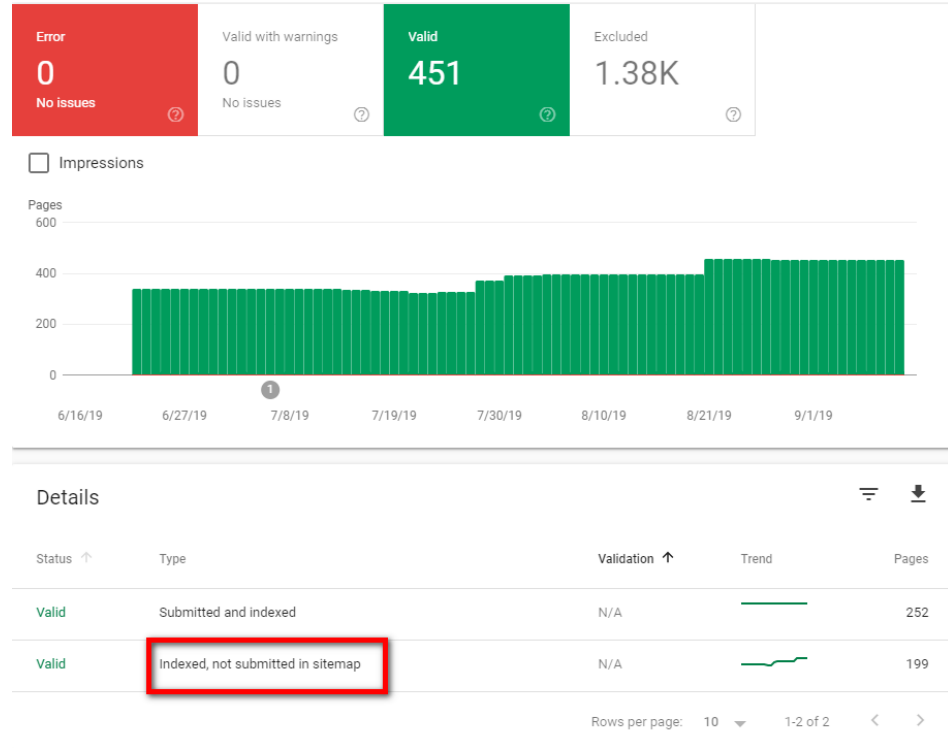 Error
0
No issues
Valid with warnings
0
No issues
Valid
451
Excluded
1.38K
Impressions
Pages
600
400
200
0
1
6/16/19 6/27/19 7/8/19 7/19/19 7/30/19 8/10/19 8/21/19 9/1/19
Details
Status Type Validation Trend Pages
Valid Submitted and indexed N/A 252
Valid Indexed, not submitted in sitemap N/A 199
Rows per page: 10 1-2 of 2